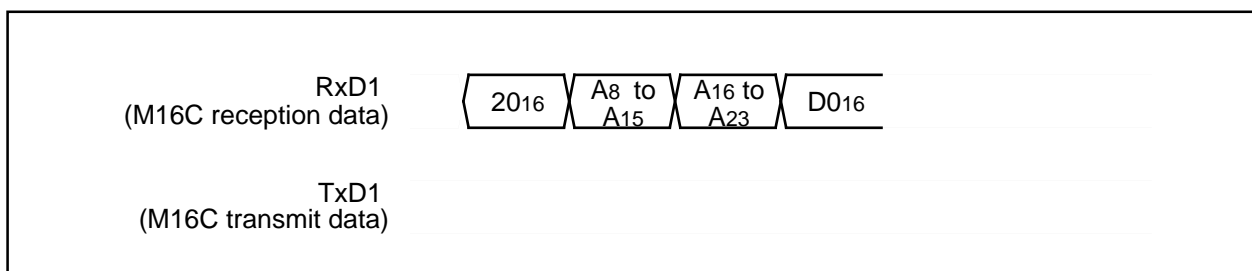 RxD1
(M16C reception data)
2016
A8 to
A15
A16 to
A23
D016
TxD1
(M16C transmit data)